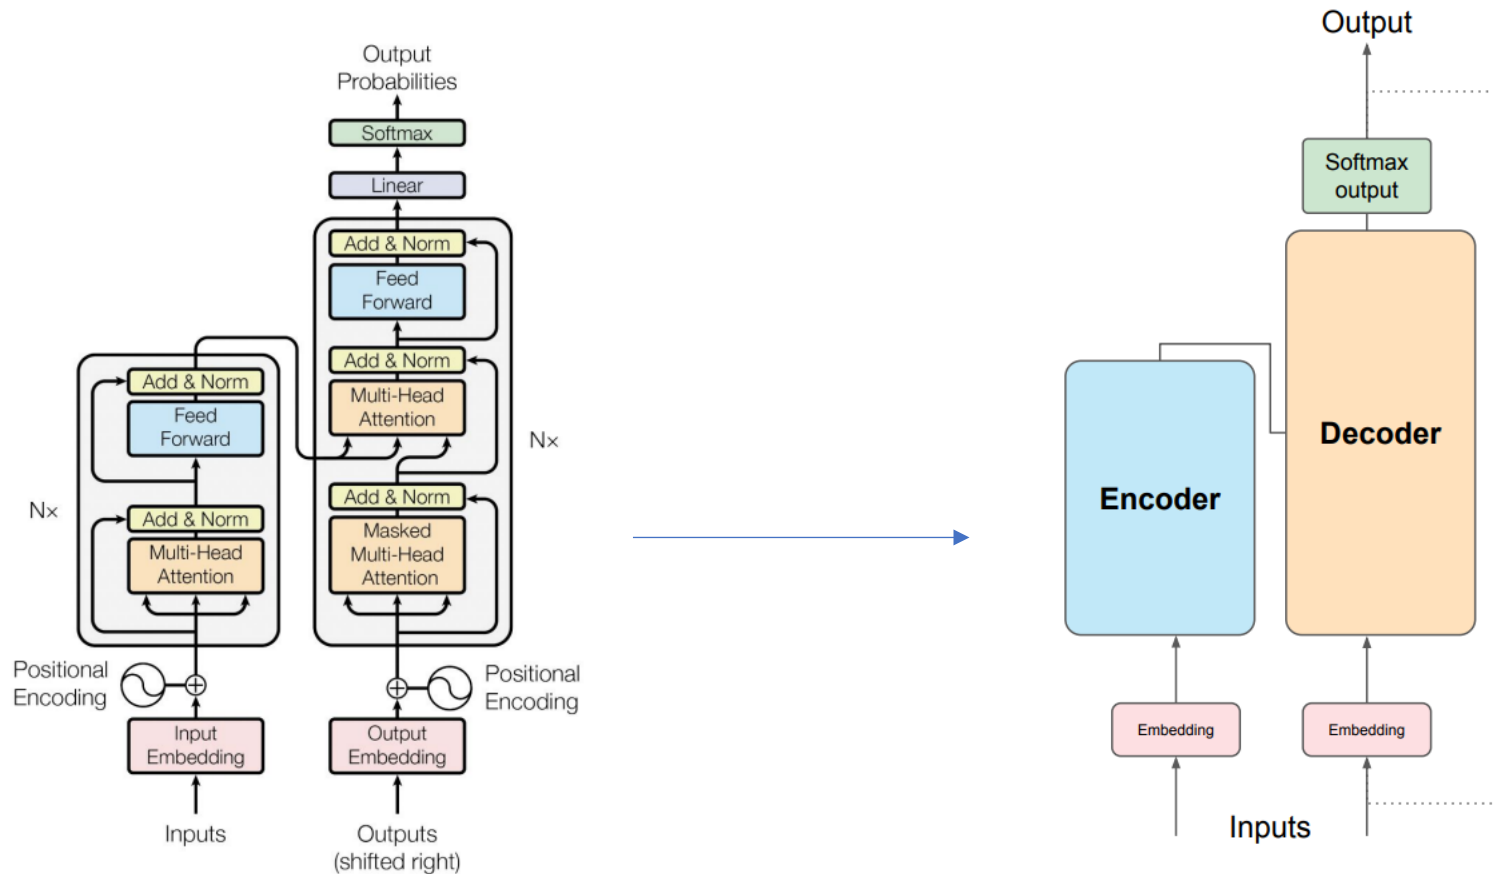 Output
Probabilities
Softmax
Linear
Add & Norm
Feed
Forward
Add & Norm
Multi-Head
Attention
Nx
Add & Norm
Masked
Multi-Head
Attention
Add & Norm
Feed
Forward
Nx
Add & Norm
Multi-Head
Attention
Positional
Encoding
Positional
Encoding
Input
Embedding
Output
Embedding
Inputs
Outputs
(shifted right)
Output
Softmax
output
Decoder
Encoder
Embedding
Embedding
Inputs